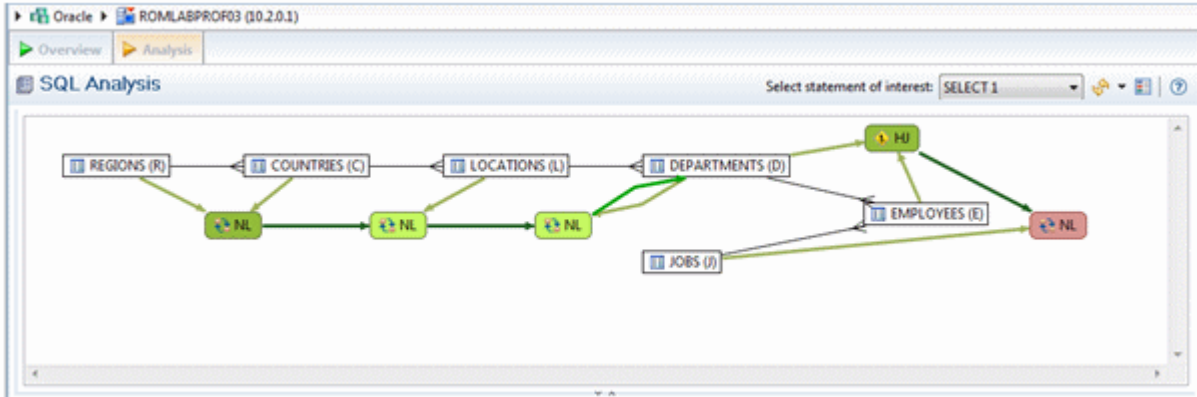 Oracle ROMLABPROF03 (10.2.0.1)
Overview Analysis
SQL Analysis Select statement of interest: SELECT 1
HJ
REGIONS (R) COUNTRIES (C) LOCATIONS (L) DEPARTMENTS (D)
EMPLOYEES (E)
NL NL NL NL
JOBS (J)